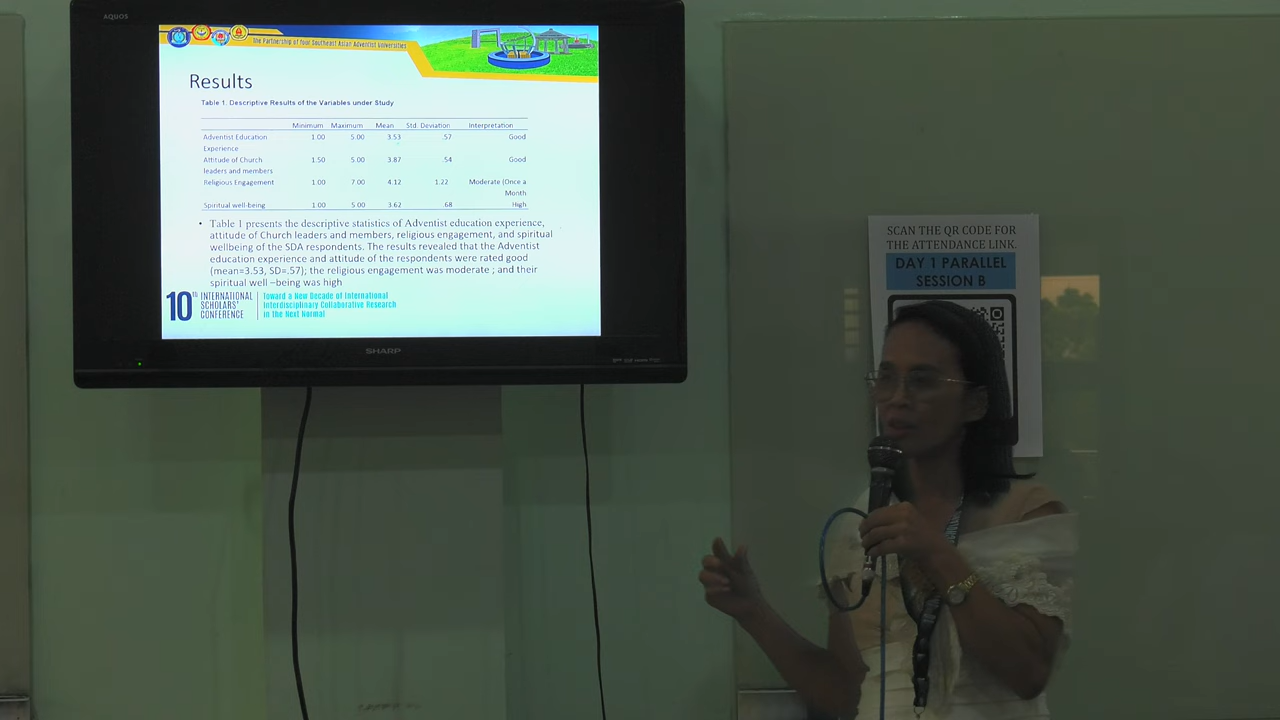 AQUOS
The Partnership of four Southeast Asian Adventist Universities
Results
Table 1. Descriptive Results of the Variables under Study
Minimum Maximum Mean Std. Deviation Interpretation
Adventist Education 1.00 5.00 3.53 .57 Good
Experience
Attitude of Church 1.50 5.00 3.87 .54 Good
leaders and members
Religious Engagement 1.00 7.00 4.12 1.22 Moderate (Once a
Month
Spiritual well-being 1.00 5.00 3.62 .68 High
• Table 1 presents the descriptive statistics of Adventist education experience,
attitude of Church leaders and members, religious engagement, and spiritual
wellbeing of the SDA respondents. The results revealed that the Adventist
education experience and attitude of the respondents were rated good
(mean=3.53, SD=.57); the religious engagement was moderate ; and their
spiritual well –being was high
10TH INTERNATIONAL
SCHOLARS'
CONFERENCE
Toward a New Decade of International
Interdisciplinary Collaborative Research
in the Next Normal
SHARP
SCAN THE QR CODE FOR
THE ATTENDANCE LINK.
DAY 1 PARALLEL
SESSION B